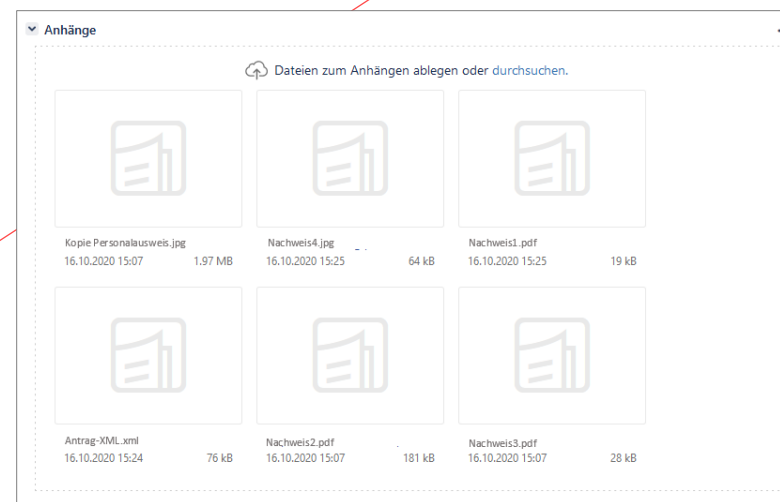 Anhänge
Dateien zum Anhängen ablegen oder durchsuchen.
Kopie Personalausweis.jpg
16.10.2020 15:07 1.97 MB
Nachweis4.jpg
16.10.2020 15:25 64 kB
Nachweis1.pdf
16.10.2020 15:25 19 kB
Antrag-XML.xml
16.10.2020 15:24 76 kB
Nachweis2.pdf
16.10.2020 15:07 181 kB
Nachweis3.pdf
16.10.2020 15:07 28 kB